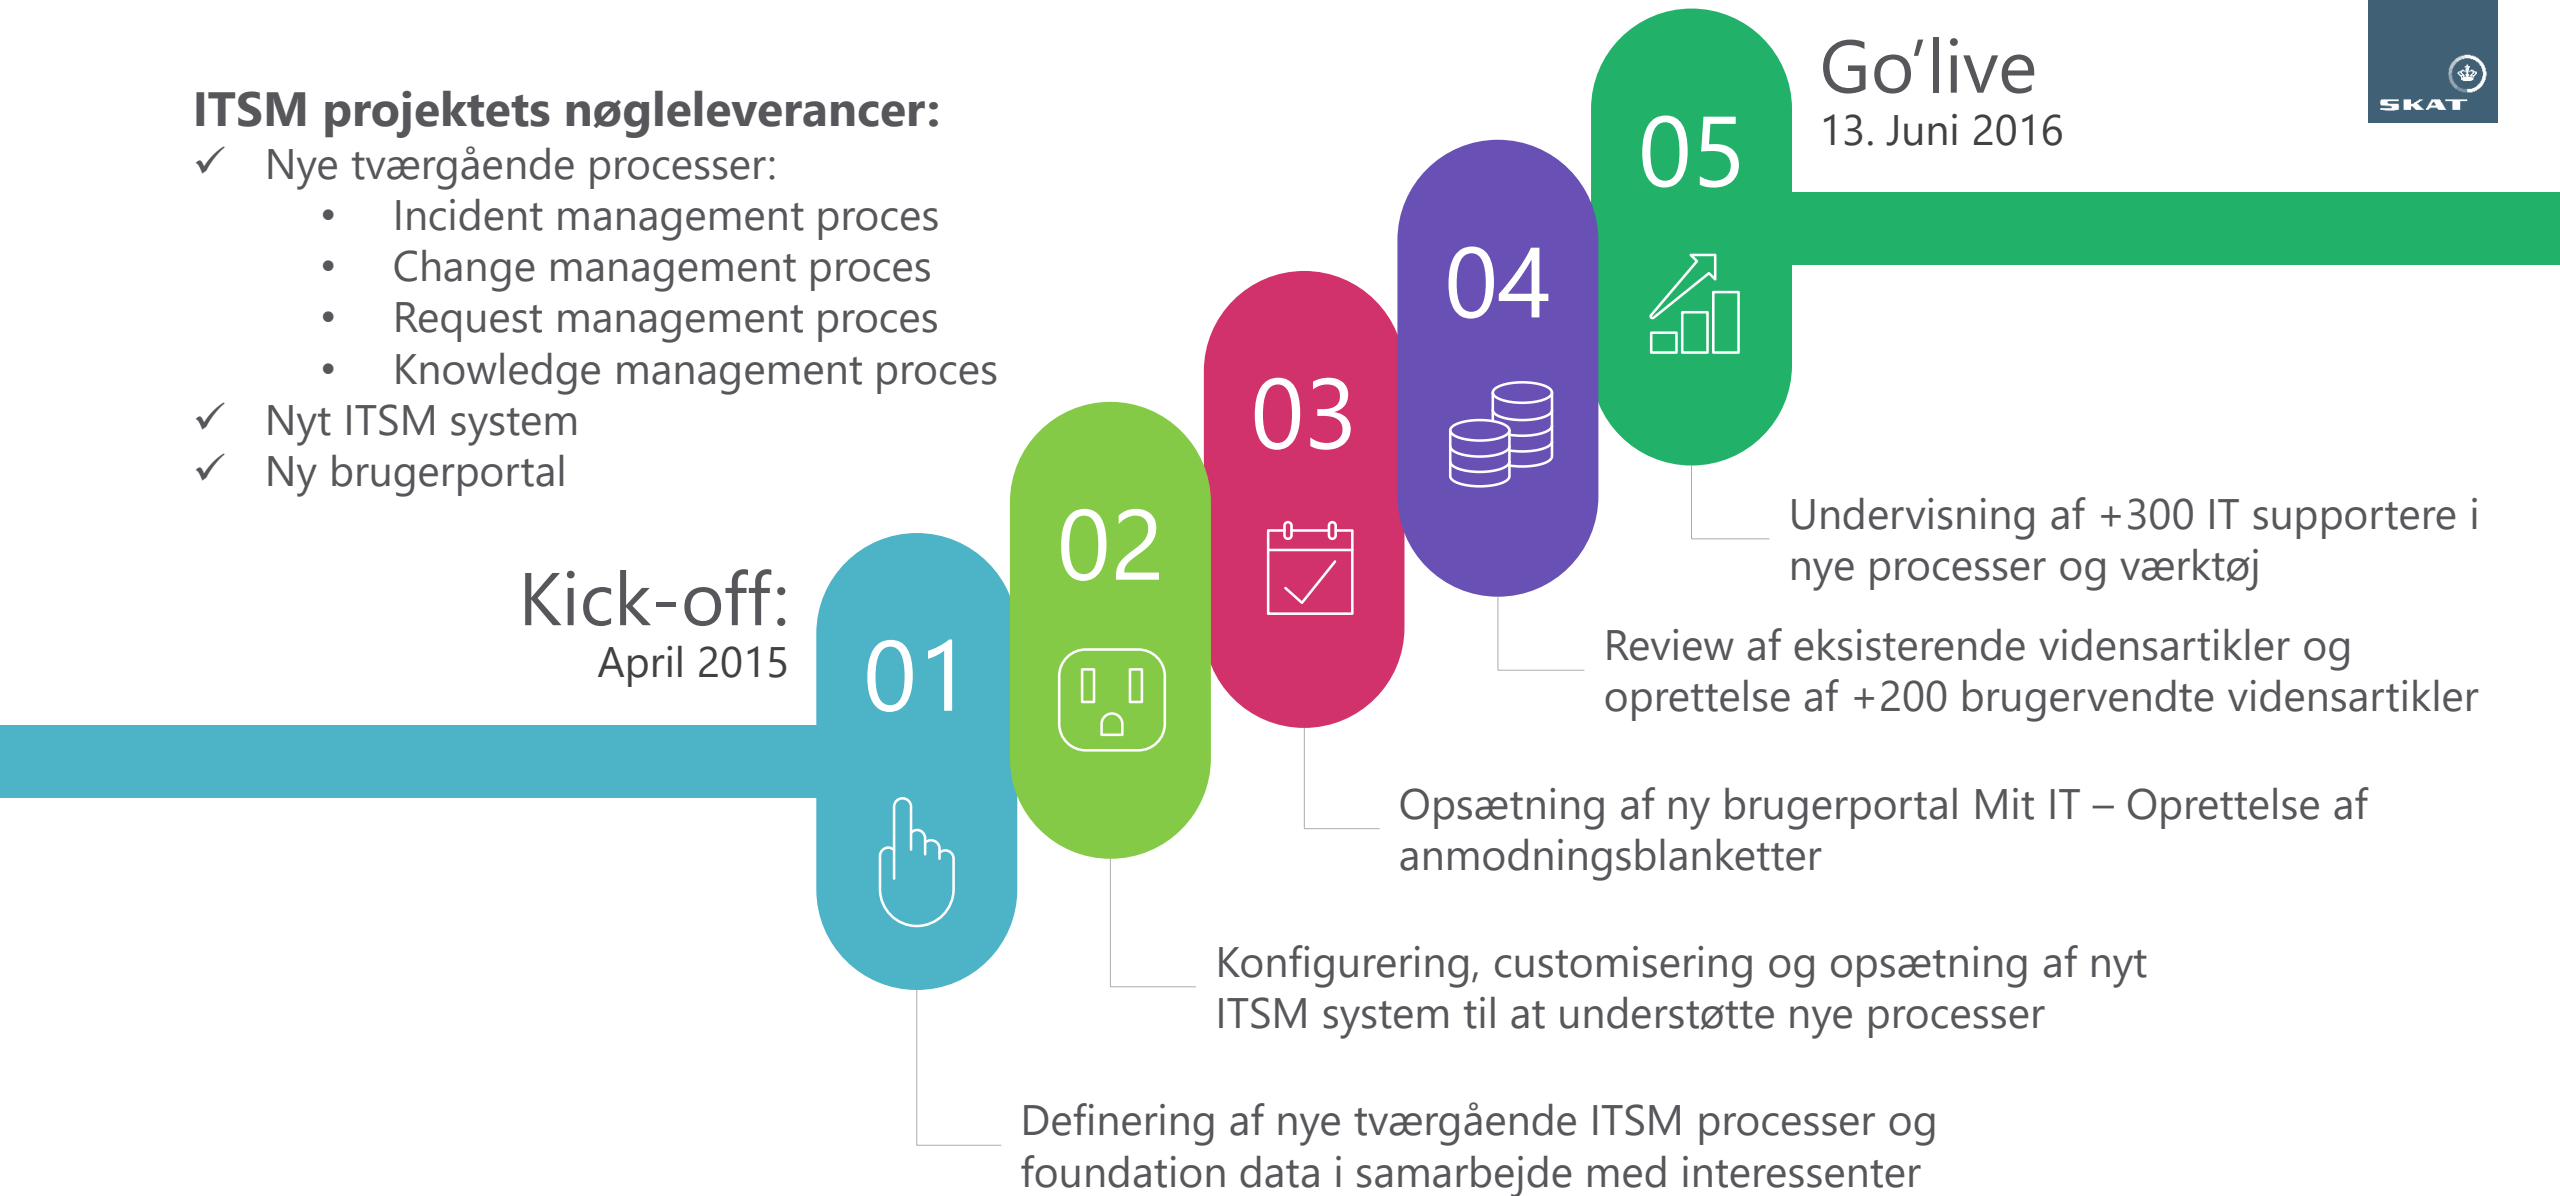 ITSM projektets nøgleleverancer:
✓ Nye tværgående processer:
• Incident management proces
• Change management proces
• Request management proces
• Knowledge management proces
✓ Nyt ITSM system
✓ Ny brugerportal
Kick-off:
April 2015
01
02
03
04
05
Go‘live
13. Juni 2016
SKAT
Undervisning af +300 IT supportere i
nye processer og værktøj
Review af eksisterende vidensartikler og
oprettelse af +200 brugervendte vidensartikler
Opsætning af ny brugerportal Mit IT – Oprettelse af
anmodningsblanketter
Konfigurering, customisering og opsætning af nyt
ITSM system til at understøtte nye processer
Definering af nye tværgående ITSM processer og
foundation data i samarbejde med interessenter